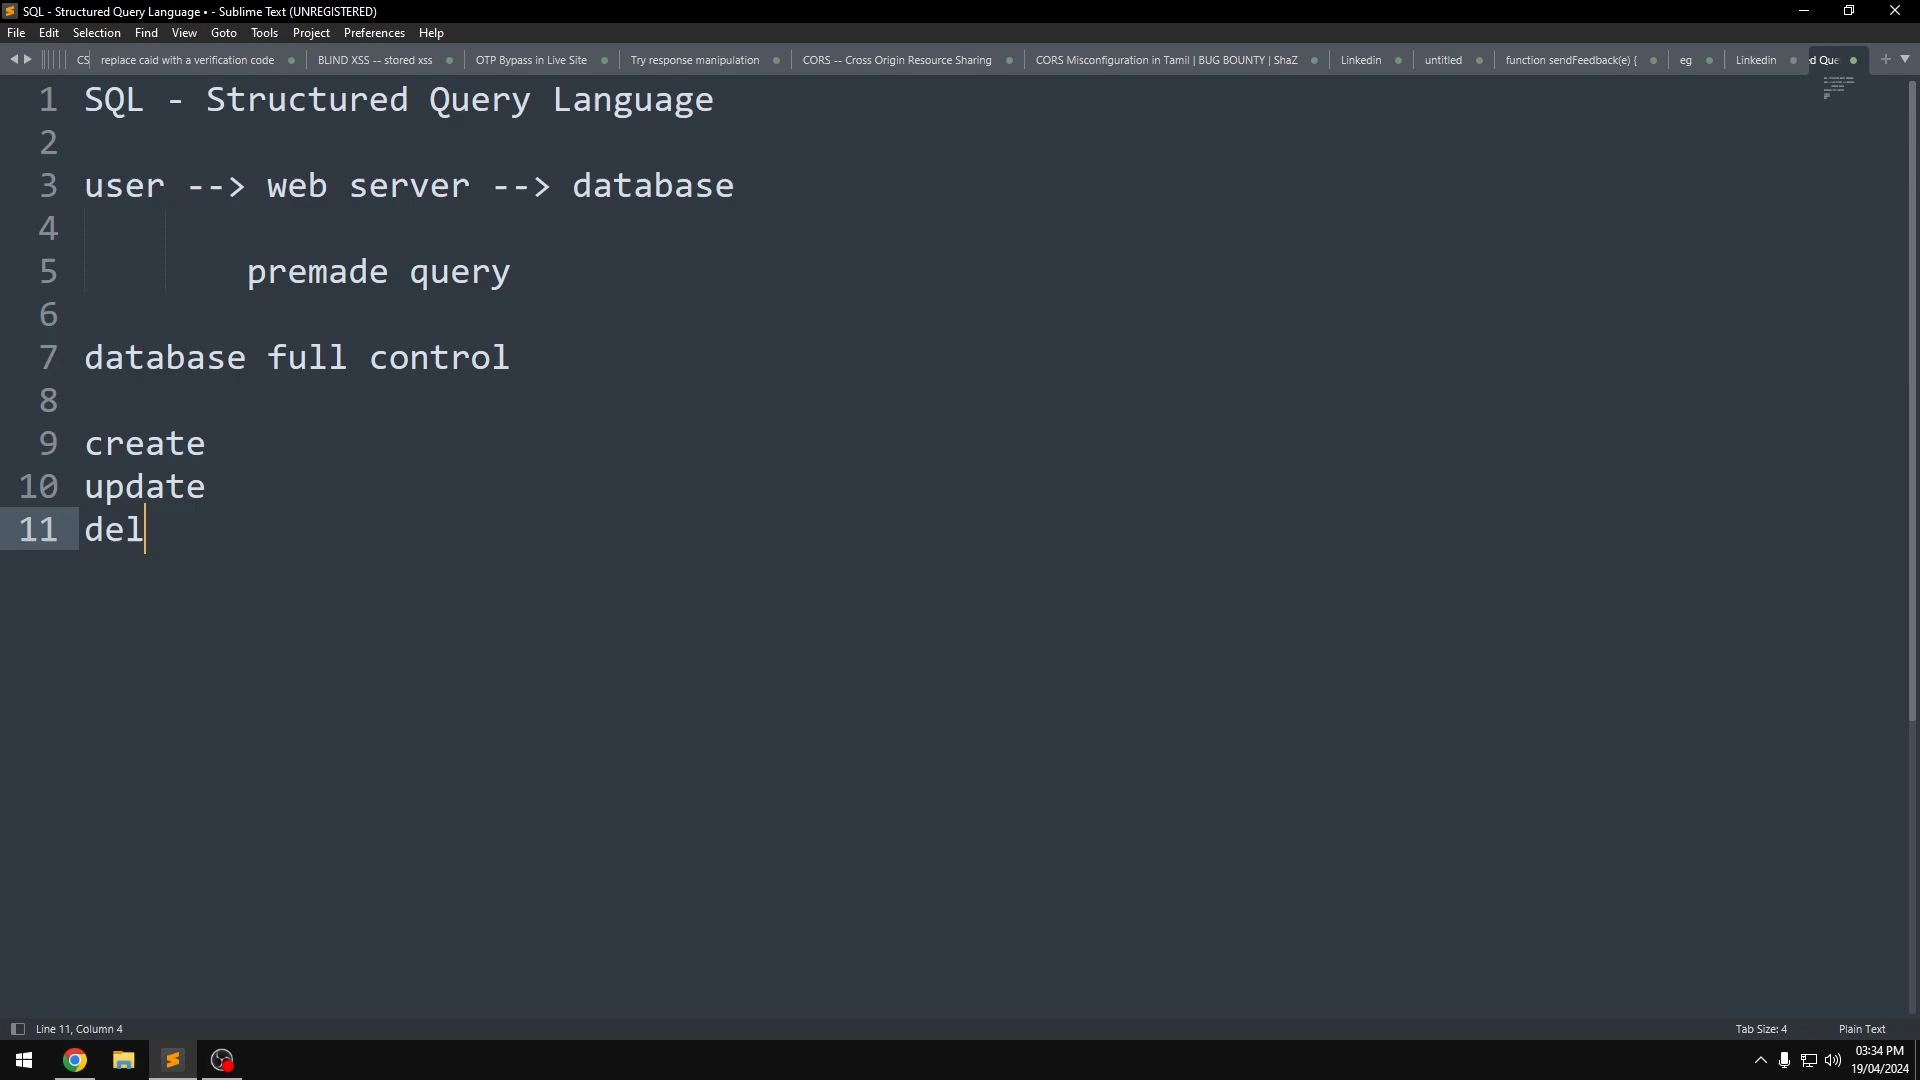 SQL - Structured Query Language • - Sublime Text (UNREGISTERED)
File Edit Selection Find View Goto Tools Project Preferences Help
CS replace caid with a verification code BLIND XSS -- stored xss OTP Bypass in Live Site Try response manipulation CORS -- Cross Origin Resource Sharing CORS Misconfiguration in Tamil | BUG BOUNTY | ShaZ Linkedin untitled function sendFeedback(e) { eg Linkedin ed Que
1 SQL - Structured Query Language
2
3 user --> web server --> database
4
5 premade query
6
7 database full control
8
9 create
10 update
11 del
Line 11, Column 4 Tab Size: 4 Plain Text
03:34 PM
19/04/2024